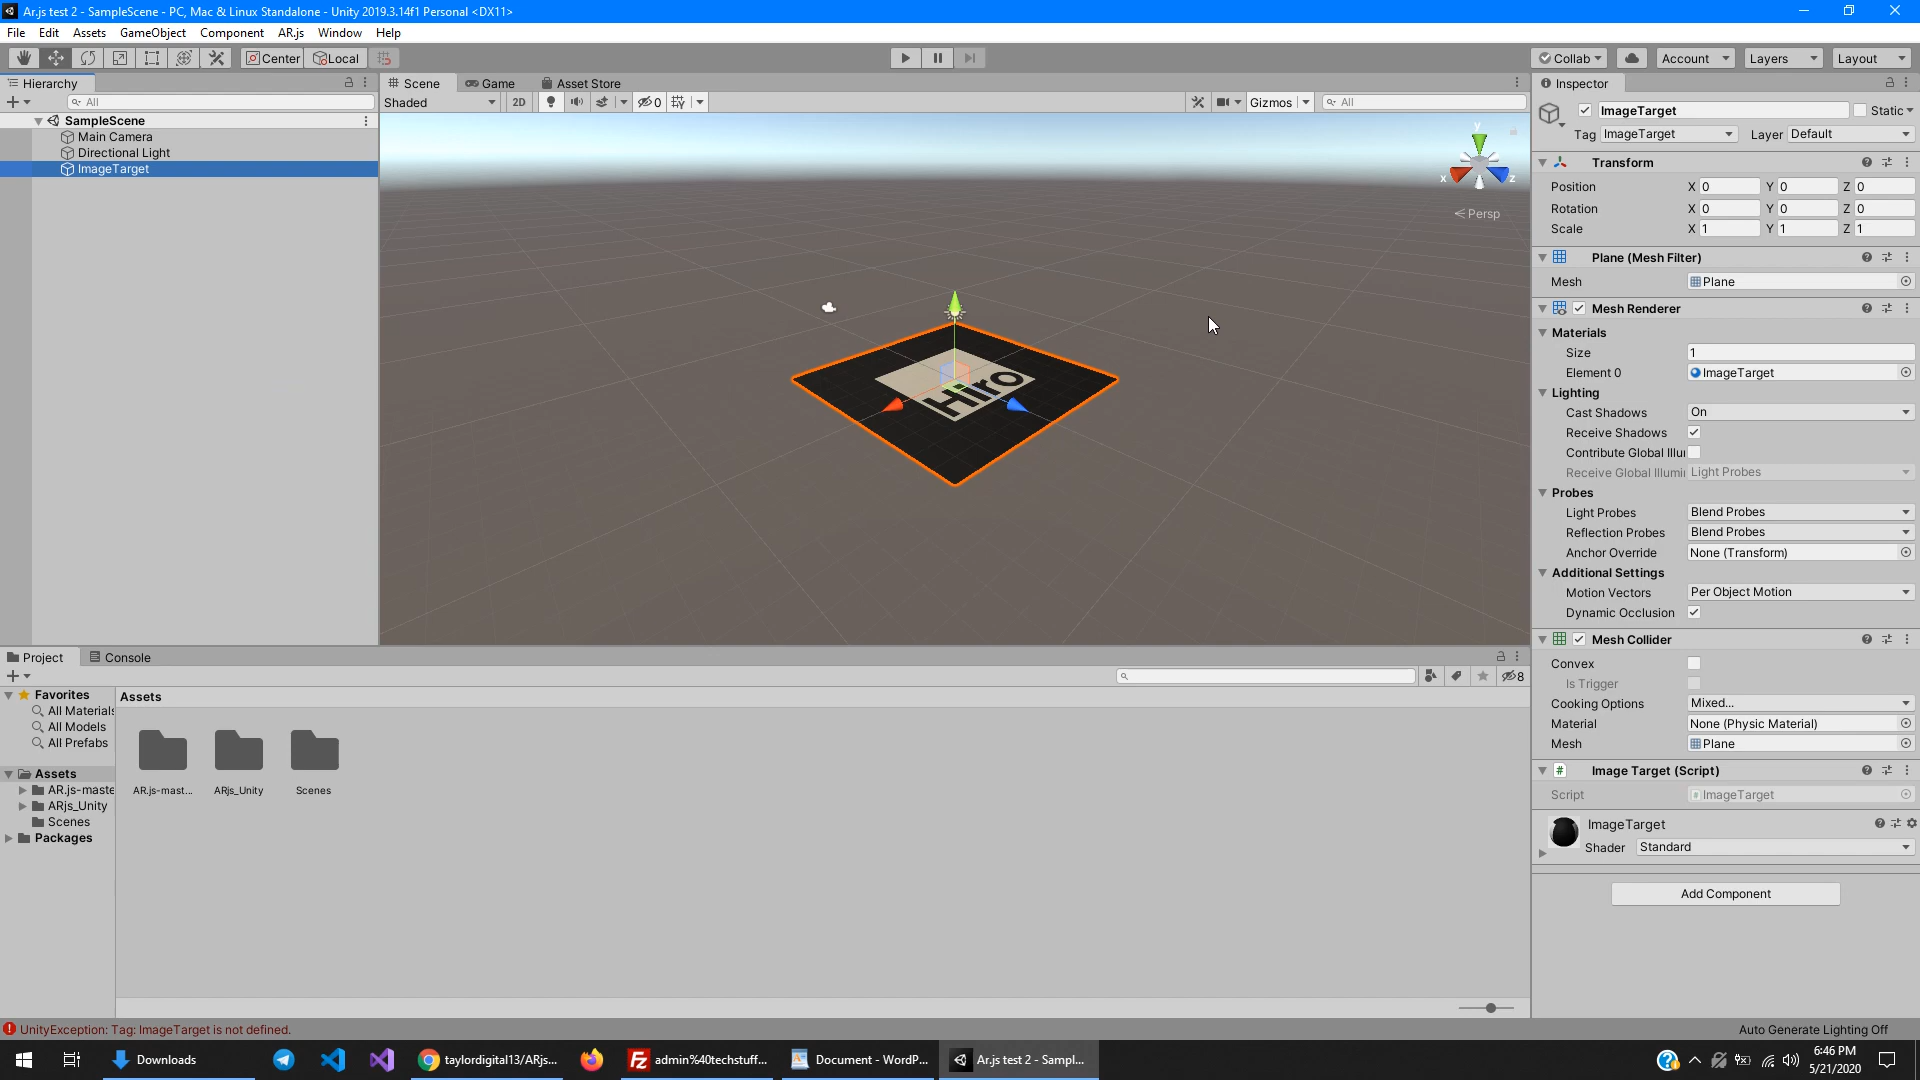 Ar.js test 2 - SampleScene - PC, Mac & Linux Standalone - Unity 2019.3.14f1 Personal <DX11>
File Edit Assets GameObject Component AR.js Window Help
Center Local Collab Account Layers Layout
Hierarchy
All
SampleScene
Main Camera
Directional Light
ImageTarget
Scene Game Asset Store
Shaded 2D 0 Gizmos All
y
x z
Persp
Hiro
Inspector
ImageTarget Static
Tag ImageTarget Layer Default
Transform
Position X 0 Y 0 Z 0
Rotation X 0 Y 0 Z 0
Scale X 1 Y 1 Z 1
Plane (Mesh Filter)
Mesh Plane
Mesh Renderer
Materials
Size 1
Element 0 ImageTarget
Lighting
Cast Shadows On
Receive Shadows
Contribute Global Illu
Receive Global Illumi Light Probes
Probes
Light Probes Blend Probes
Reflection Probes Blend Probes
Anchor Override None (Transform)
Additional Settings
Motion Vectors Per Object Motion
Dynamic Occlusion
Mesh Collider
Convex
Is Trigger
Cooking Options Mixed...
Material None (Physic Material)
Mesh Plane
Image Target (Script)
Script ImageTarget
ImageTarget
Shader Standard
Add Component
Project Console
8
Favorites
All Materials
All Models
All Prefabs
Assets
AR.js-maste
ARjs_Unity
Scenes
Packages
Assets
AR.js-mast... ARjs_Unity Scenes
UnityException: Tag: ImageTarget is not defined.
Auto Generate Lighting Off
Downloads taylordigital13/ARjs... admin%40techstuff... Document - WordP... Ar.js test 2 - Sampl...
6:46 PM
5/21/2020